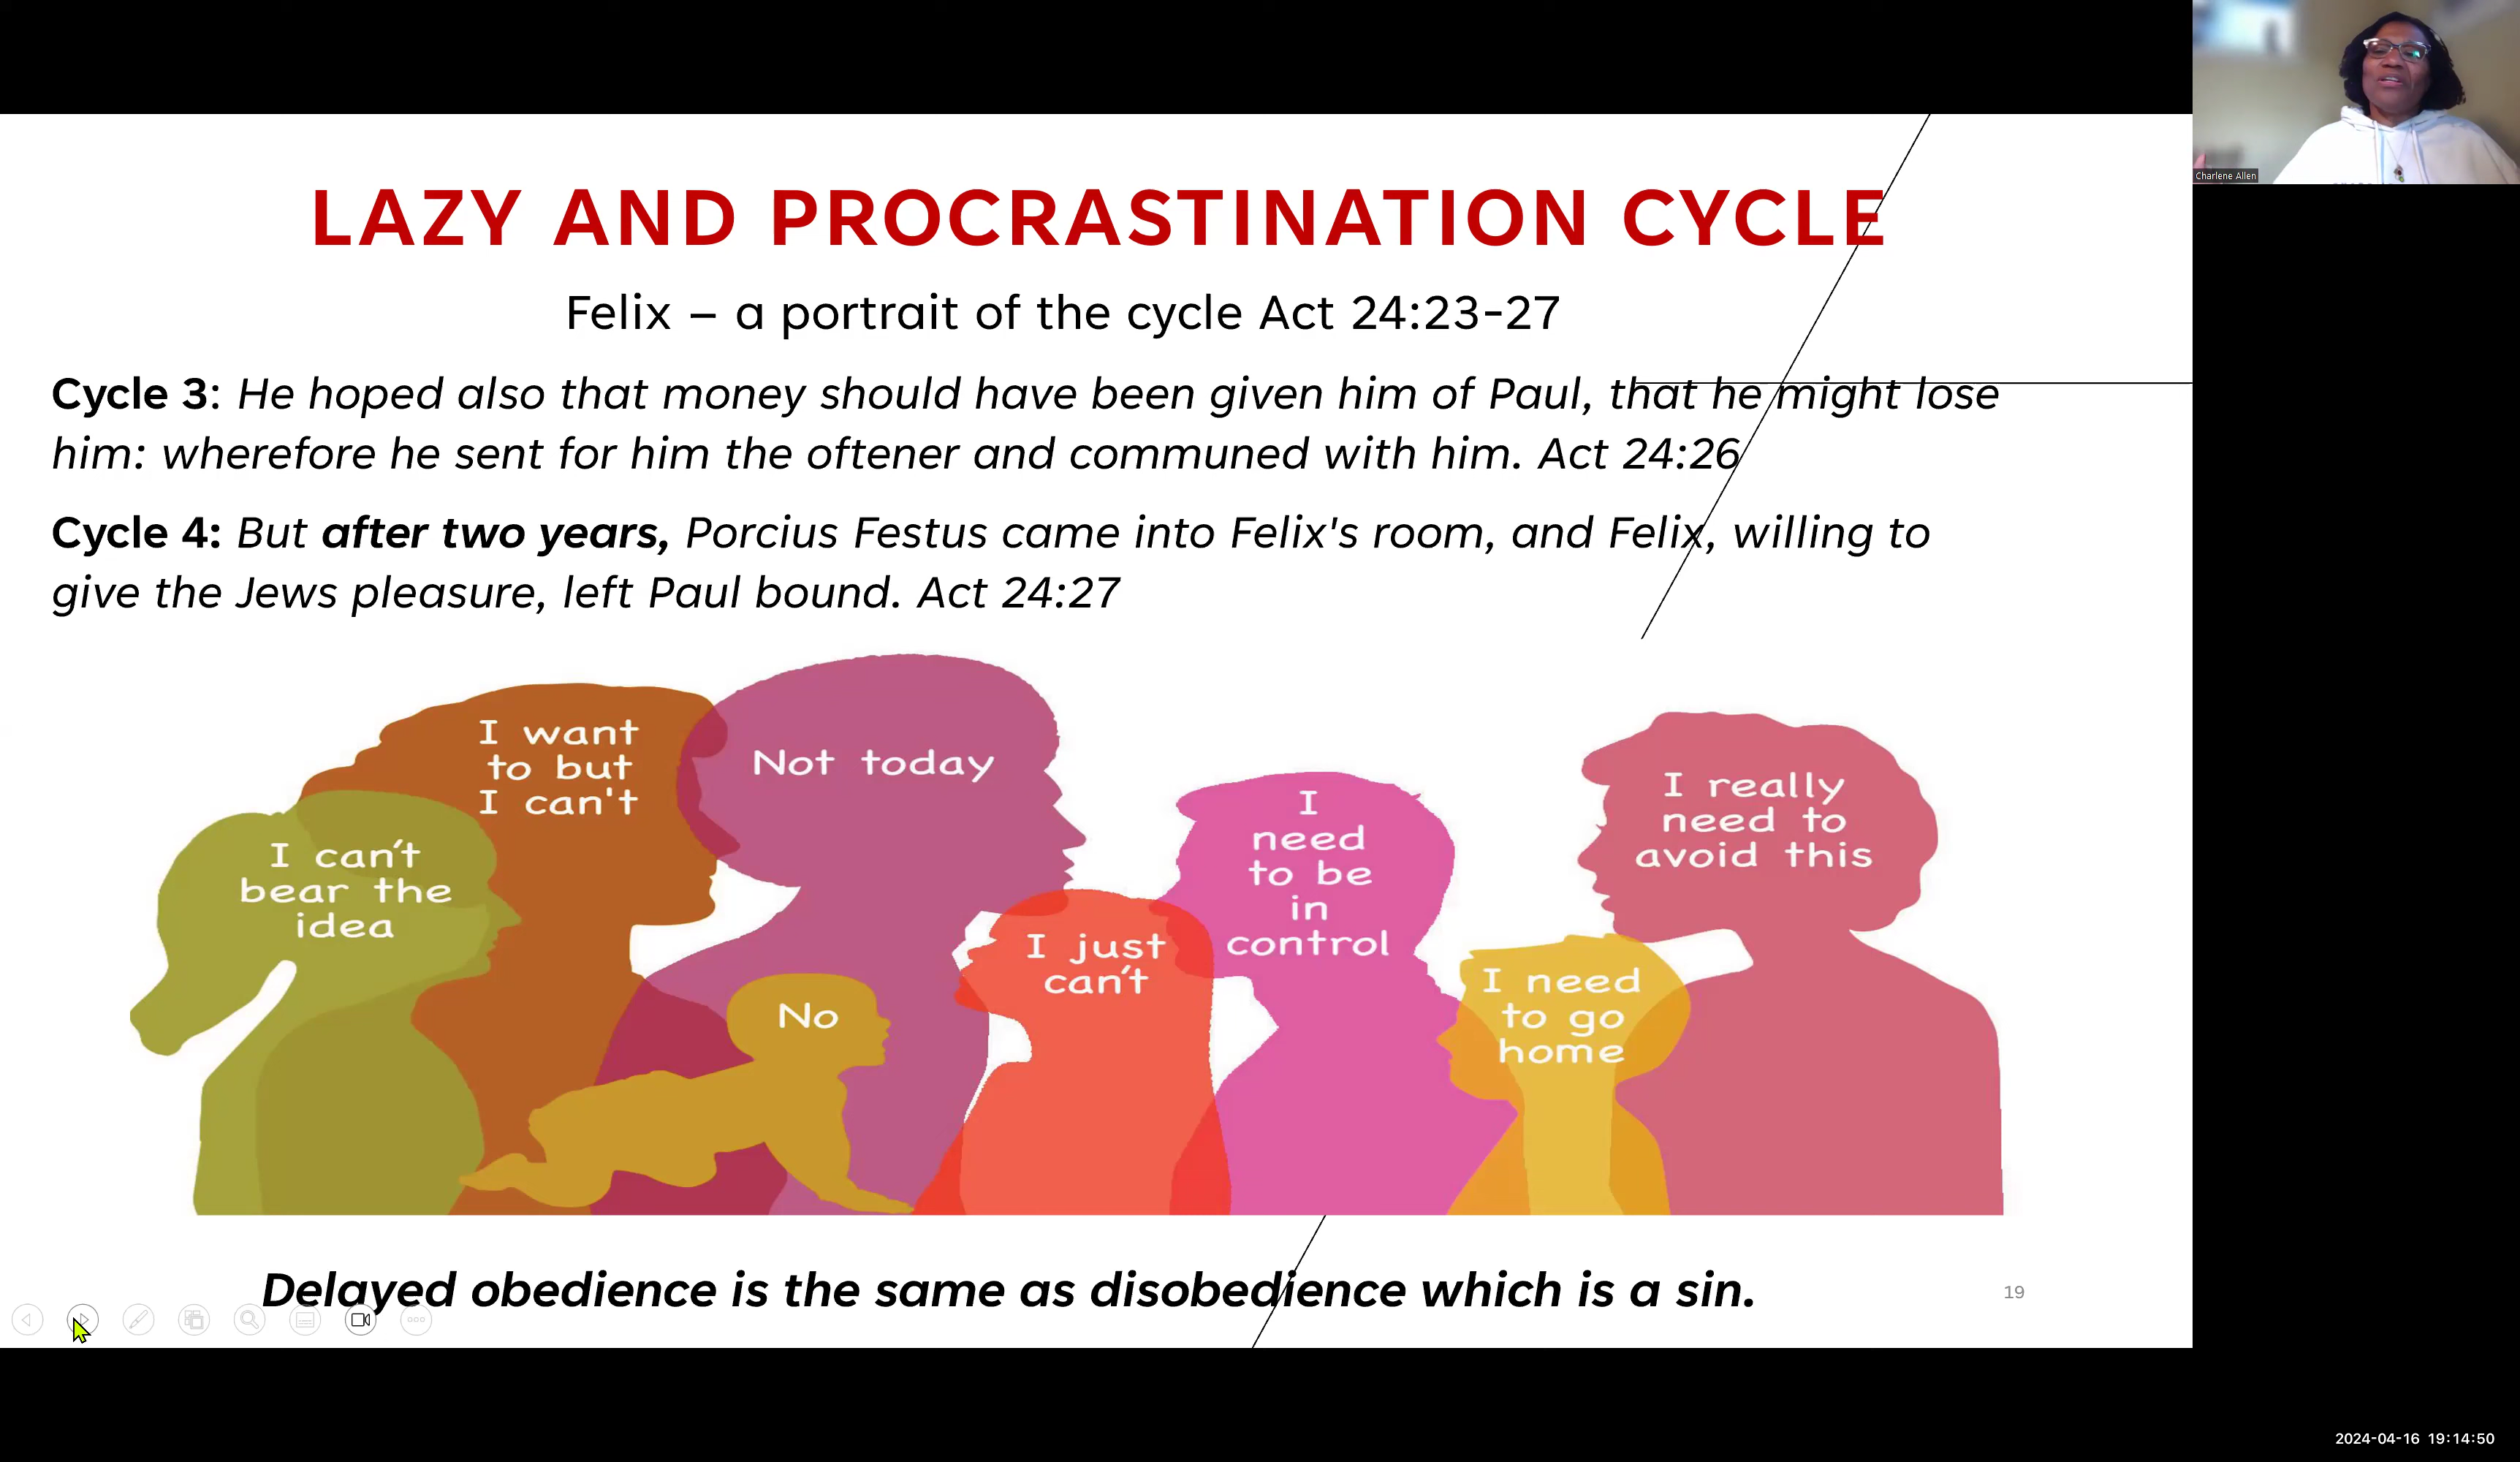 Charlene Allen
LAZY AND PROCRASTINATION CYCLE
Felix – a portrait of the cycle Act 24:23-27
Cycle 3: He hoped also that money should have been given him of Paul, that he might lose
him: wherefore he sent for him the oftener and communed with him. Act 24:26
Cycle 4: But after two years, Porcius Festus came into Felix's room, and Felix, willing to
give the Jews pleasure, left Paul bound. Act 24:27
I can't
bear the
idea
I want
to but
I can't
Not today
No
I just
can't
I
need
to be
in
control
I need
to go
home
I really
need to
avoid this
Delayed obedience is the same as disobedience which is a sin.
19
2024-04-16 19:14:50